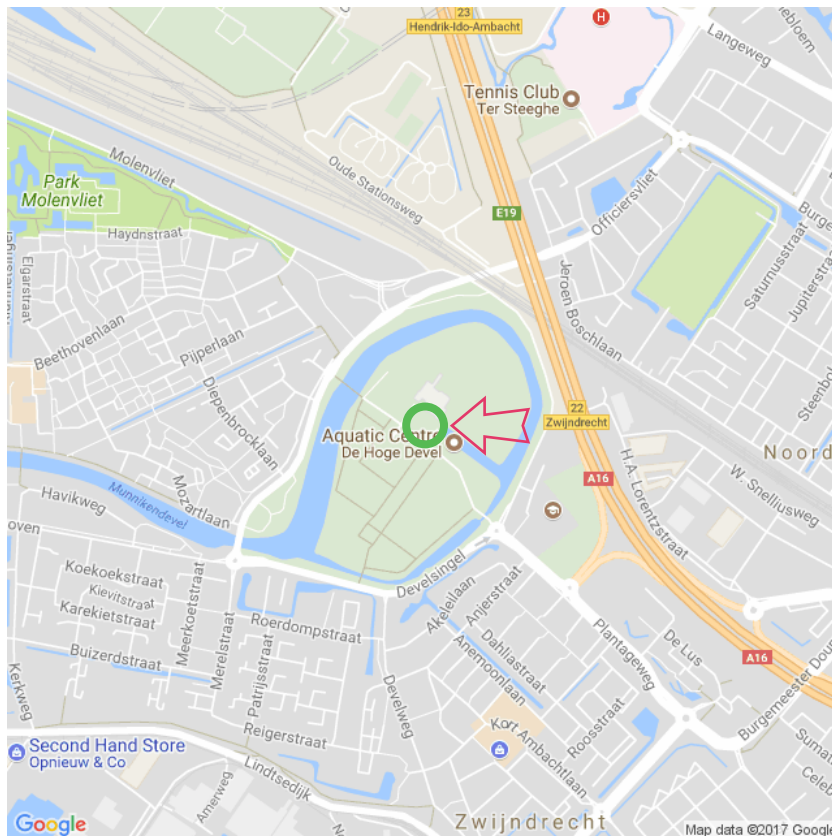 23
Hendrik-Ido-Ambacht
H
Langeweg
Tennis Club
Ter Steeghe
Molenvliet
Park
Molenvliet
Oude Stationsweg
Officiersvliet
E19
Haydnstraat
Elgarstraat
Saturnusstraat
Jupiterstraat
Jeroen Boschlaan
Beethovenlaan
Pijperlaan
Diepenbrocklaan
22
Zwijndrecht
Aquatic Centre
De Hoge Devel
H.A. Lorentzstraat
Noord
W. Snelliusweg
A16
Mozartlaan
Havikweg
Munnikendevel
Koekoekstraat
Kievitstraat
Karekietstraat
Meerkoetstraat
Merelstraat
Buizerdstraat
Roerdompstraat
Patrijsstraat
Develsingel
Akeleilaan
Anjerstraat
Anemoonlaan
Dahliastraat
Plantageweg
De Lus
A16
Kerkweg
Reigerstraat
Develweg
Kort Ambachtlaan
Roosstraat
Second Hand Store
Opnieuw & Co
Lindtsedijk
Amerweg
Zwijndrecht
Google
Map data ©2017 Google